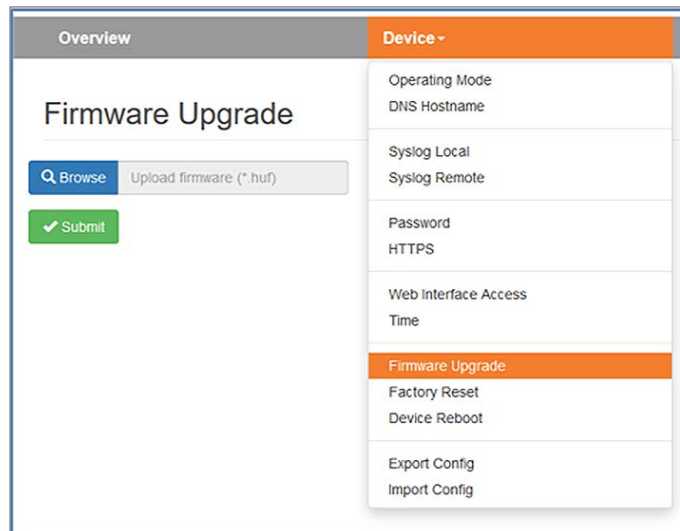 Overview
Device
Firmware Upgrade
Browse
Upload firmware (*.huf)
Submit
Operating Mode
DNS Hostname
Syslog Local
Syslog Remote
Password
HTTPS
Web Interface Access
Time
Firmware Upgrade
Factory Reset
Device Reboot
Export Config
Import Config